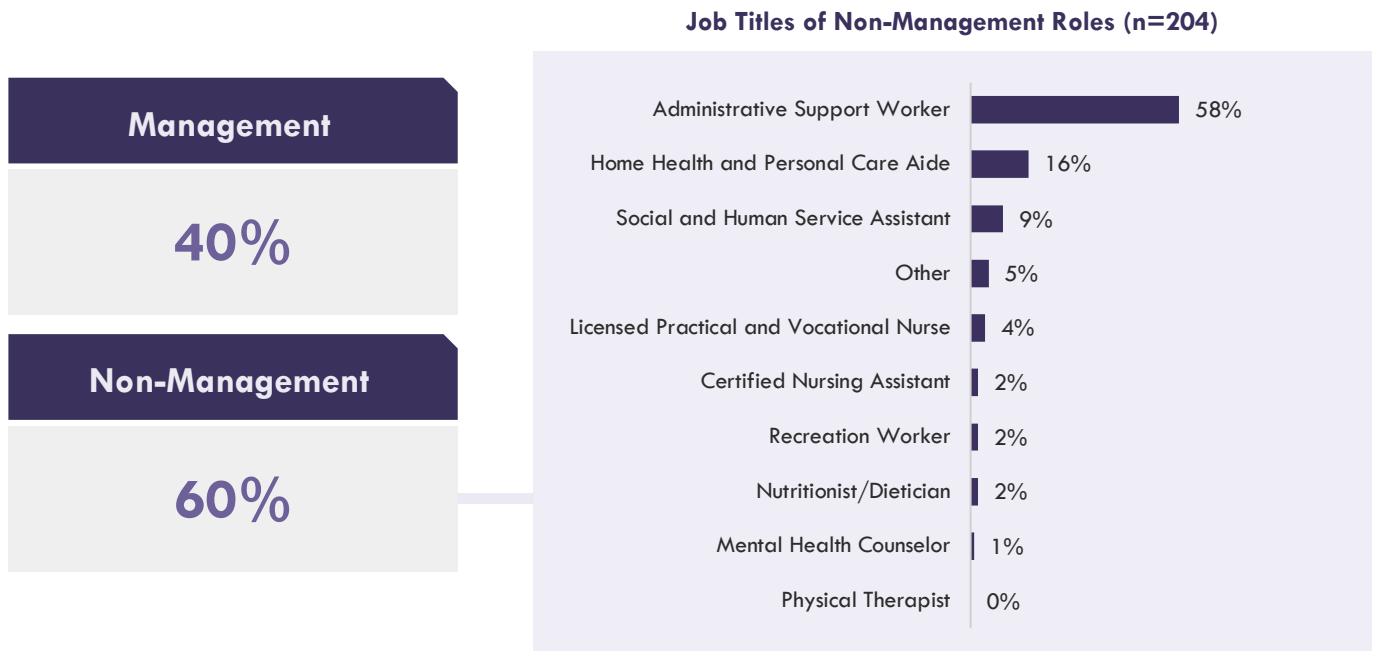 Job Titles of Non-Management Roles (n=204)
Management
40%
Non-Management
60%
Administrative Support Worker 58%
Home Health and Personal Care Aide 16%
Social and Human Service Assistant 9%
Other 5%
Licensed Practical and Vocational Nurse 4%
Certified Nursing Assistant 2%
Recreation Worker 2%
Nutritionist/Dietician 2%
Mental Health Counselor 1%
Physical Therapist 0%